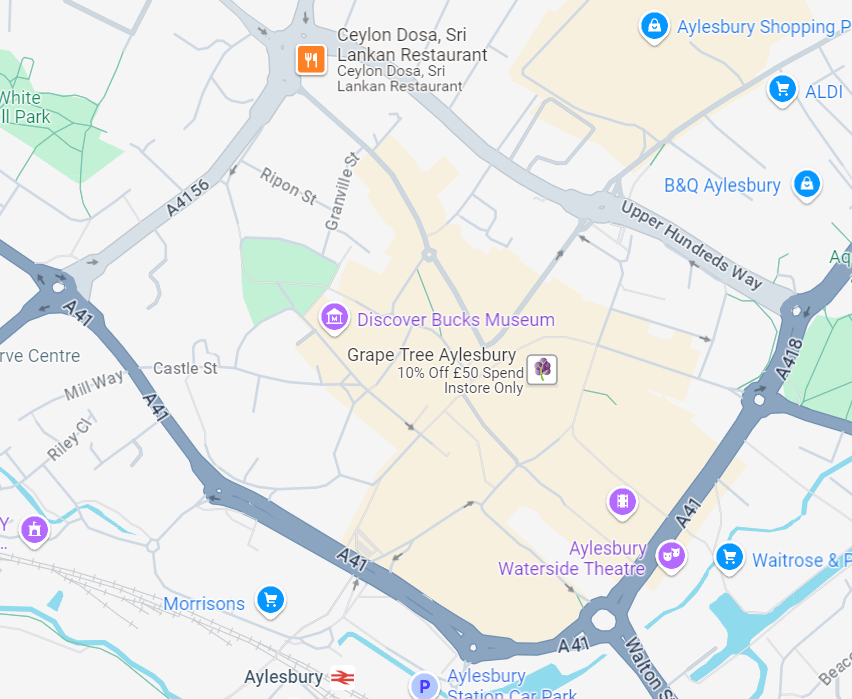 Ceylon Dosa, Sri
Lankan Restaurant
Ceylon Dosa, Sri
Lankan Restaurant
Aylesbury Shopping P
ALDI
White
ll Park
A4156
Ripon St
Granville St
B&Q Aylesbury
Upper Hundreds Way
Aq
A41
Discover Bucks Museum
A418
rve Centre
Grape Tree Aylesbury
10% Off £50 Spend
Instore Only
Castle St
Mill Way
A41
Riley Cl
A41
Y
Aylesbury
Waterside Theatre
Waitrose & P
A41
Morrisons
A41
Walton S
Beaco
Aylesbury
P
Aylesbury
Station Car Park